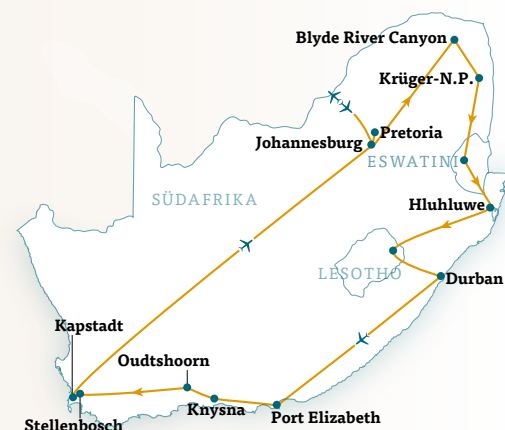 Blyde River Canyon
Krüger-N.P.
Pretoria
Johannesburg
ESWATINI
SÜDAFRIKA
Hluhluwe
LESOTHO
Durban
Kapstadt
Oudtshoorn
Knysna
Port Elizabeth
Stellenbosch